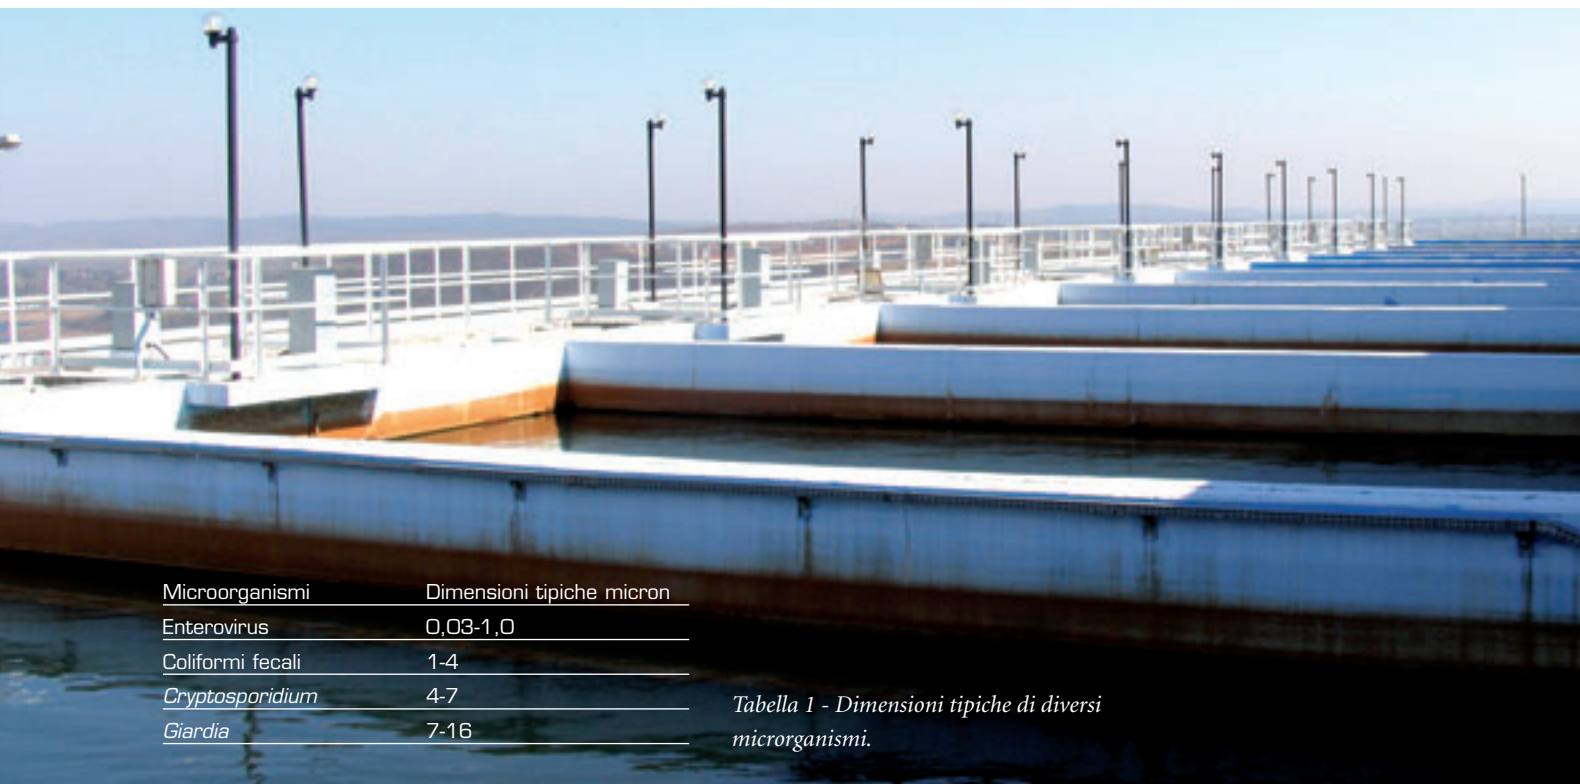 Microorganismi Dimensioni tipiche micron
Enterovirus 0,03-1,0
Coliformi fecali 1-4
Cryptosporidium 4-7
Giardia 7-16
Tabella 1 - Dimensioni tipiche di diversi
microrganismi.